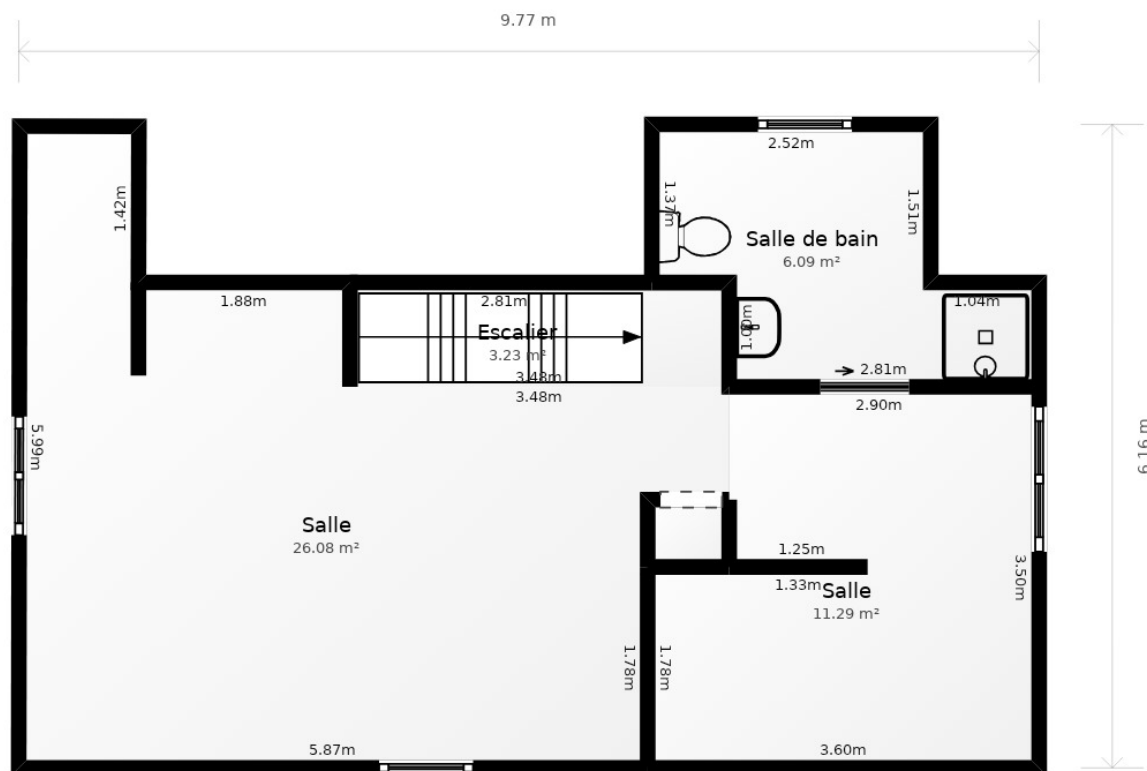 9.77 m
2.52m
1.42m
1.37m
1.51m
Salle de bain
6.09 m²
1.88m
2.81m
1.04m
Escalier
3.23 m²
1.00m
3.48m
2.81m
3.48m
2.90m
5.99m
6.16 m
Salle
26.08 m²
1.25m
1.33m
Salle
11.29 m²
3.50m
1.78m
1.78m
5.87m
3.60m